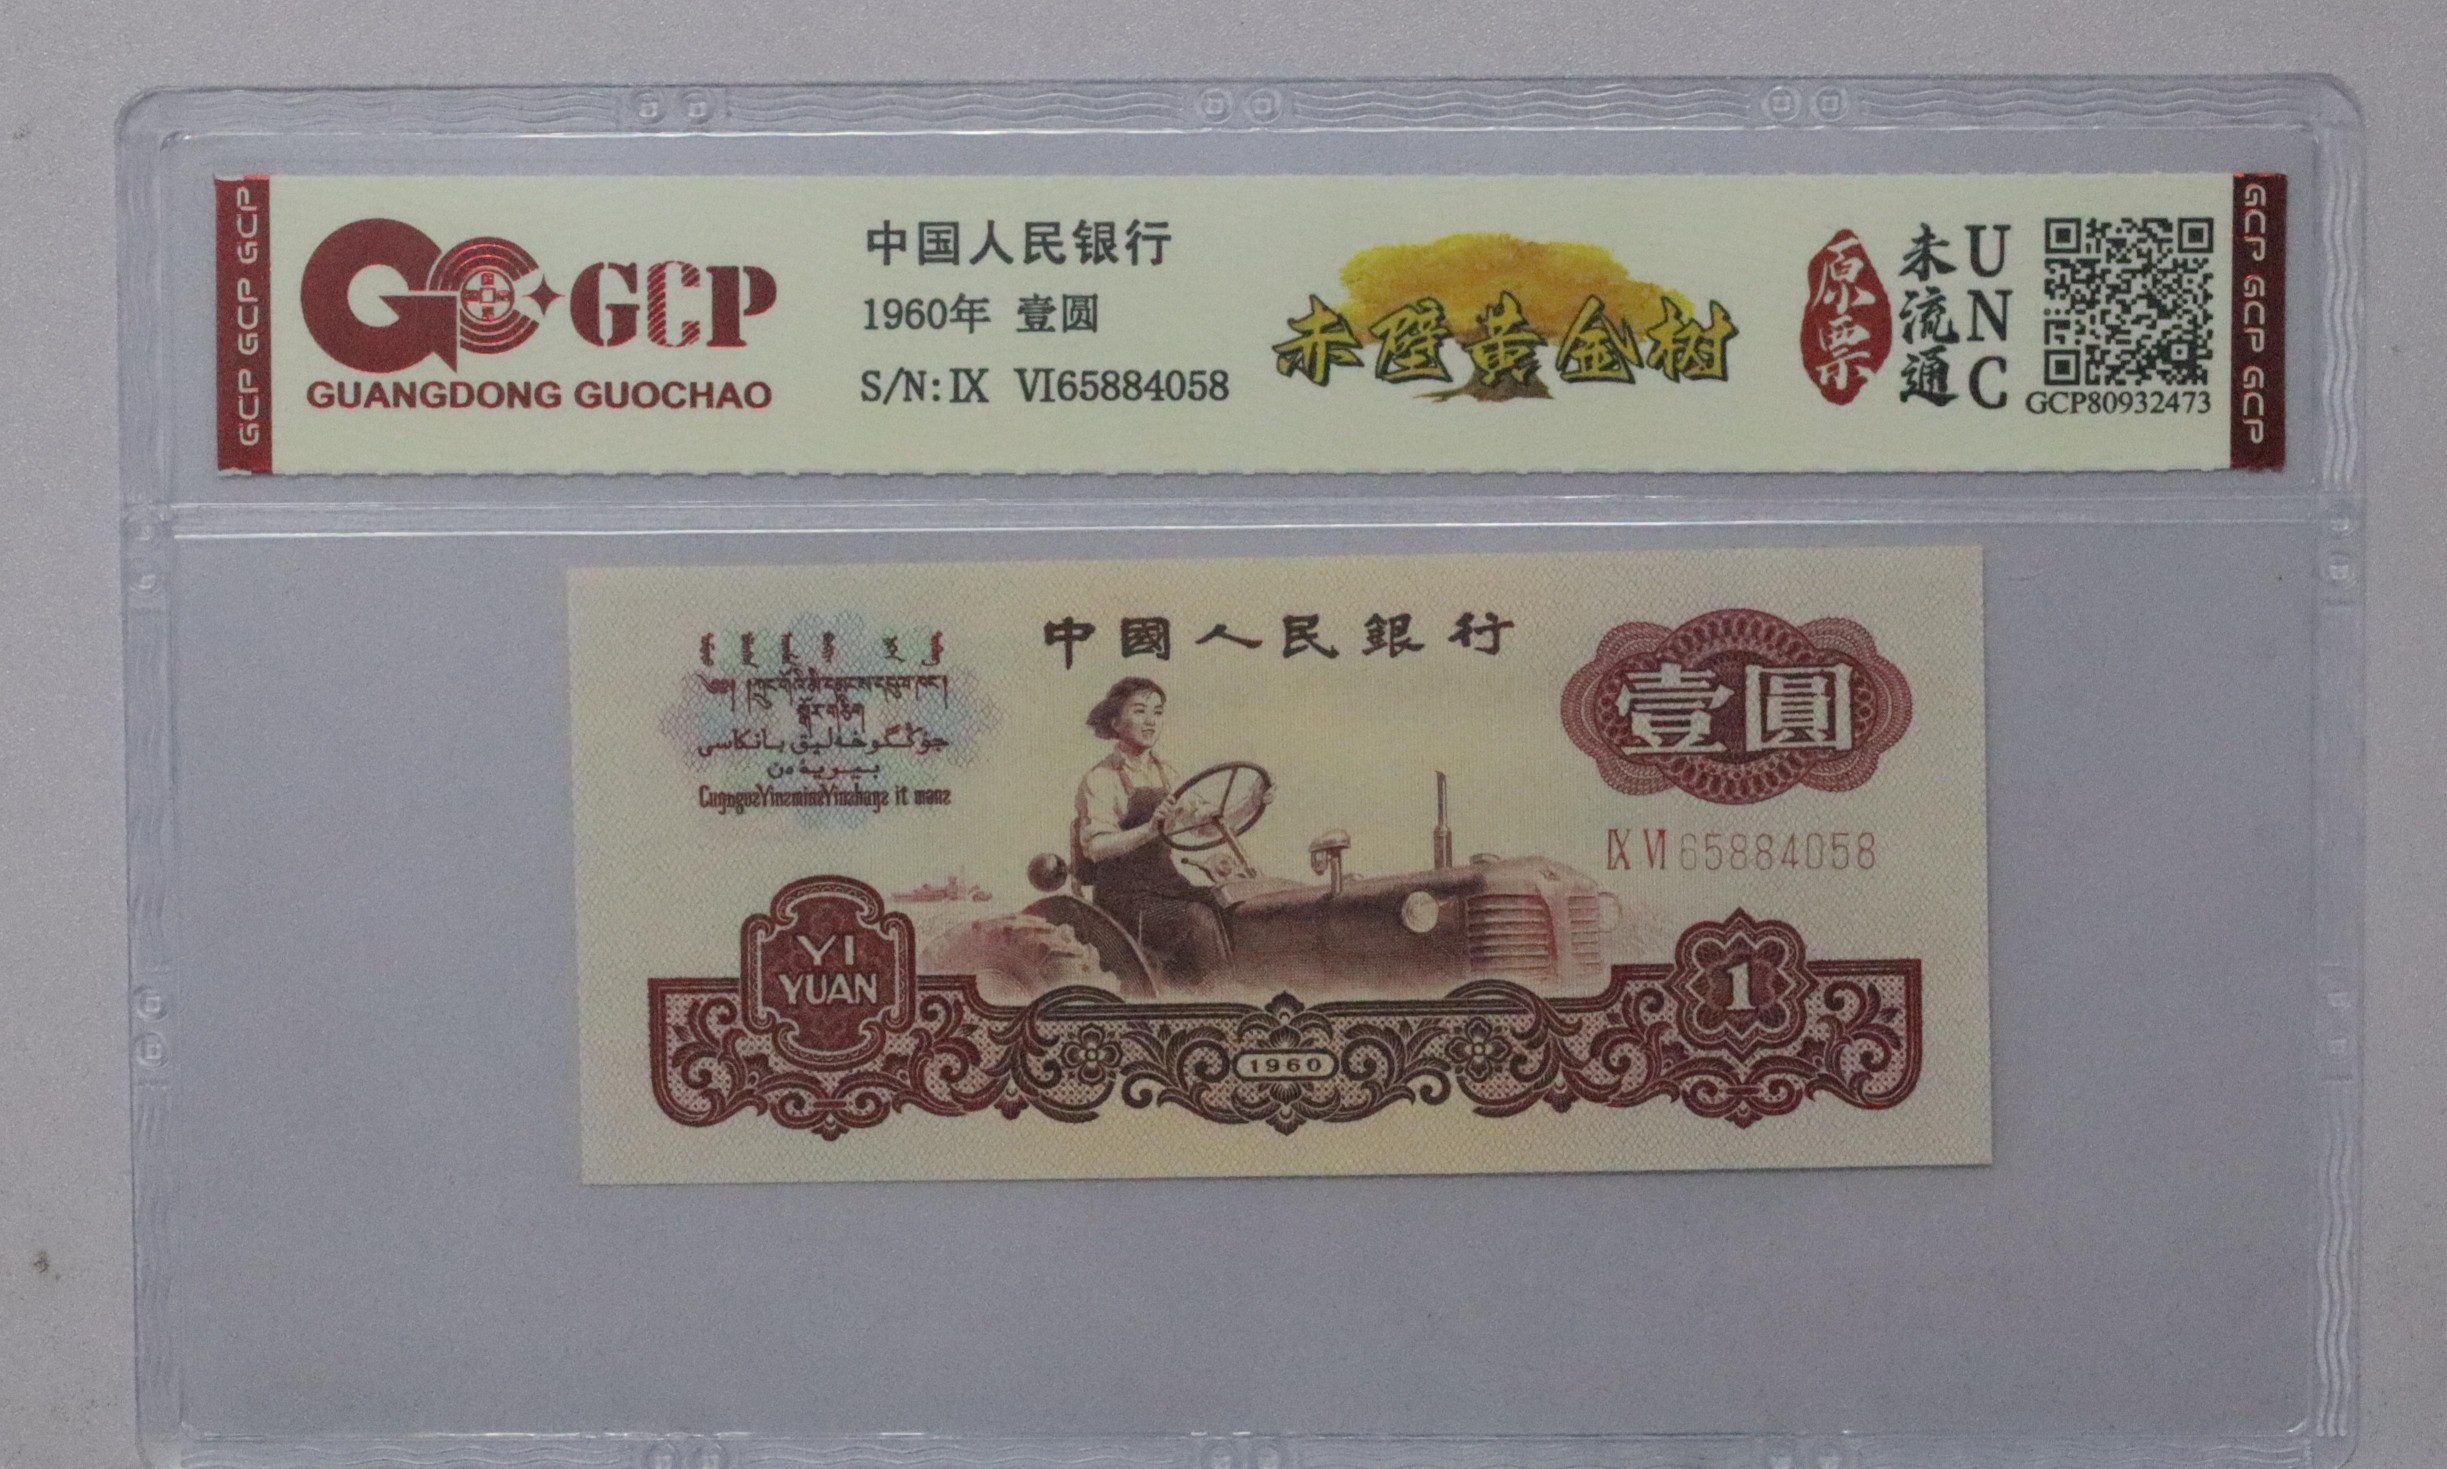 GCP GCP GCP
GCP
GUANGDONG GUOCHAO
中国人民银行
1960年 壹圆
S/N: IX VI65884058
赤壁黄金树
原票
未流通
UNC
GCP80932473
GCP GCP GCP
中國人民銀行
壹圓
IX VI 65884058
YI
YUAN
1
1960